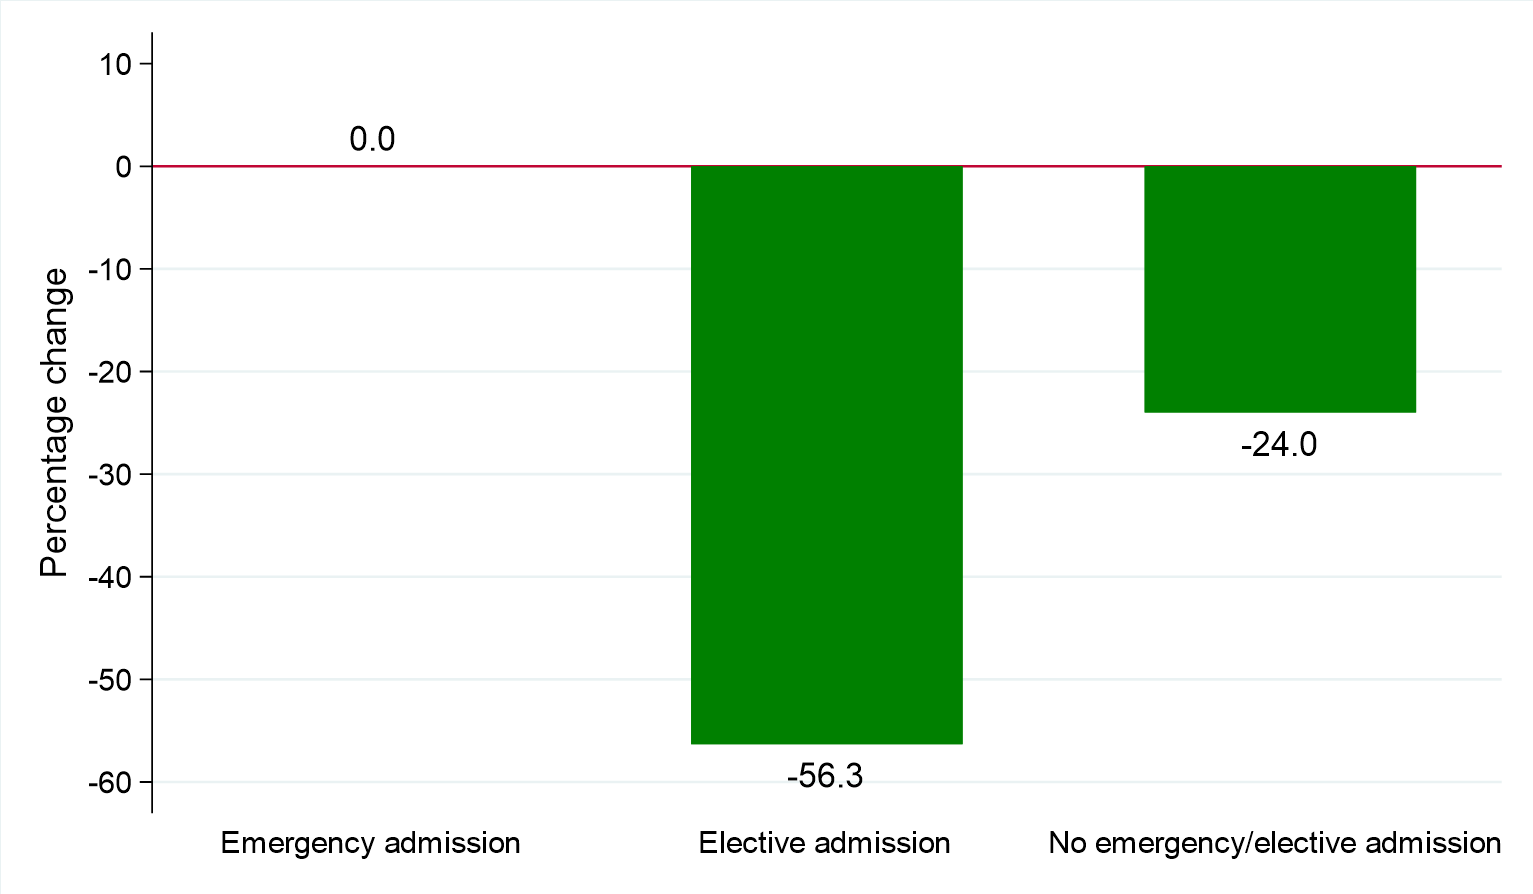 Percentage change
10
0
-10
-20
-30
-40
-50
-60
0.0
-56.3
-24.0
Emergency admission
Elective admission
No emergency/elective admission